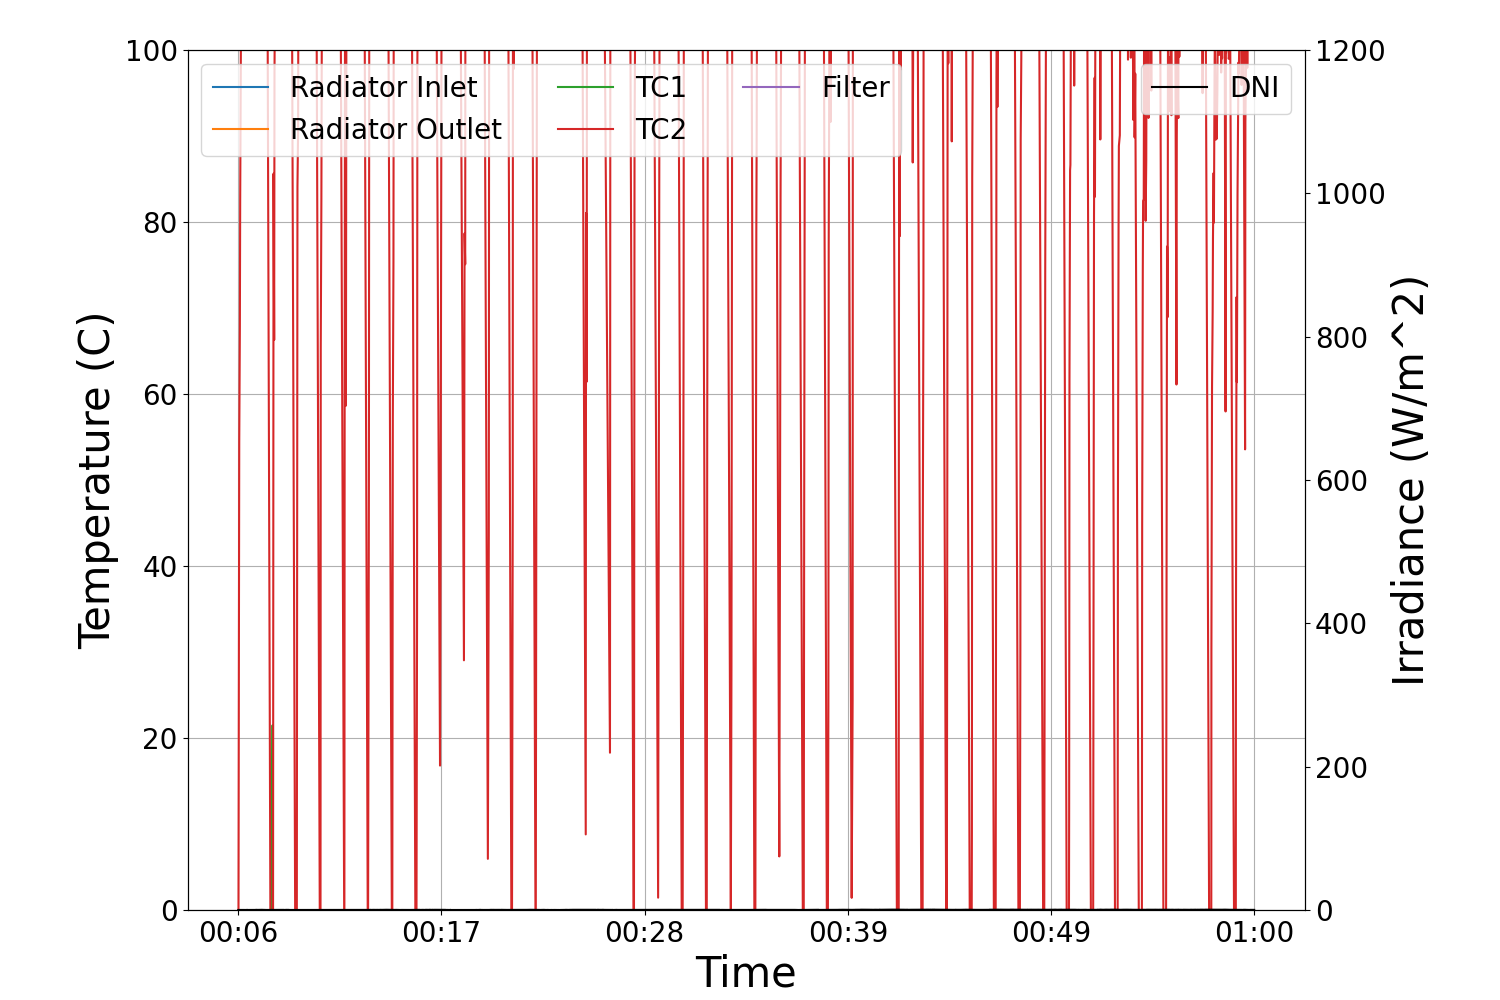 Radiator Inlet
Radiator Outlet
TC1
TC2
Filter
DNI
Temperature (C)
100
80
60
40
20
0
Irradiance (W/m^2)
1200
1000
800
600
400
200
0
00:06 00:17 00:28 00:39 00:49 01:00
Time